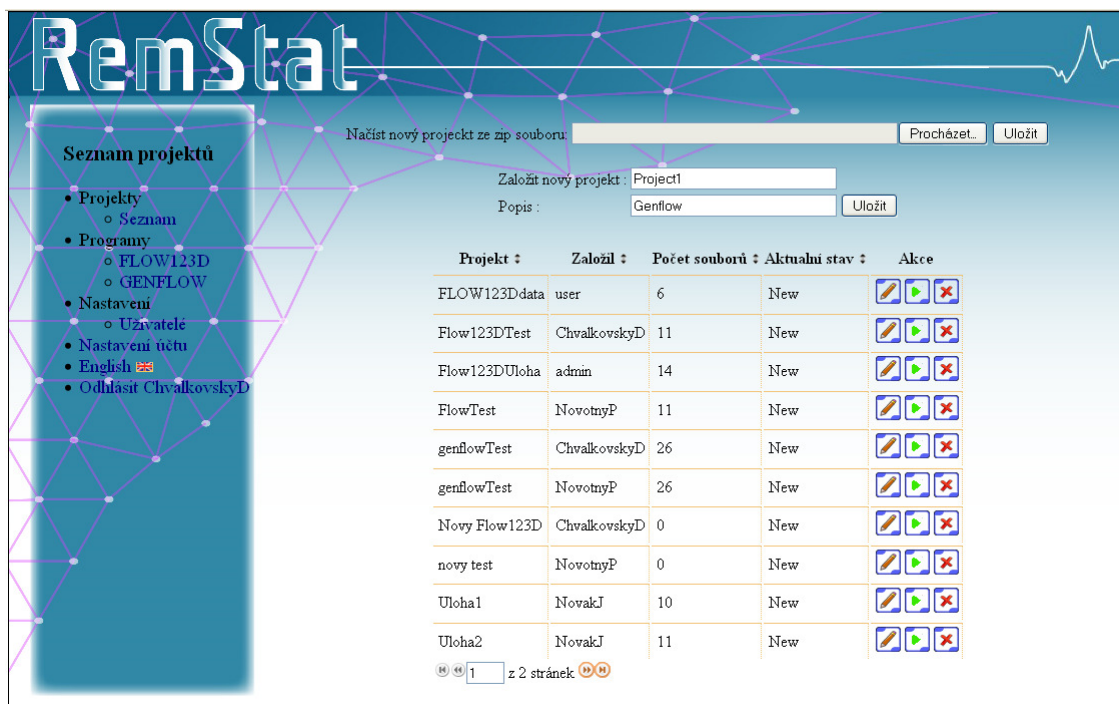 RemStat
Seznam projektů
• Projekty
◦ Seznam
• Programy
◦ FLOW123D
◦ GENFLOW
• Nastavení
◦ Uživatelé
• Nastavení účtu
• English
• Odhlásit ChvalkovskyD
Načíst nový projeckt ze zip souboru: Procházet... Uložit
Založit nový projekt : Project1
Popis : Genflow Uložit
Projekt Založil Počet souborů Aktualní stav Akce
FLOW123Ddata user 6 New
Flow123DTest ChvalkovskyD 11 New
Flow123DUloha admin 14 New
FlowTest NovotnyP 11 New
genflowTest ChvalkovskyD 26 New
genflowTest NovotnyP 26 New
Novy Flow123D ChvalkovskyD 0 New
novy test NovotnyP 0 New
Uloha1 NovakJ 10 New
Uloha2 NovakJ 11 New
1 z 2 stránek